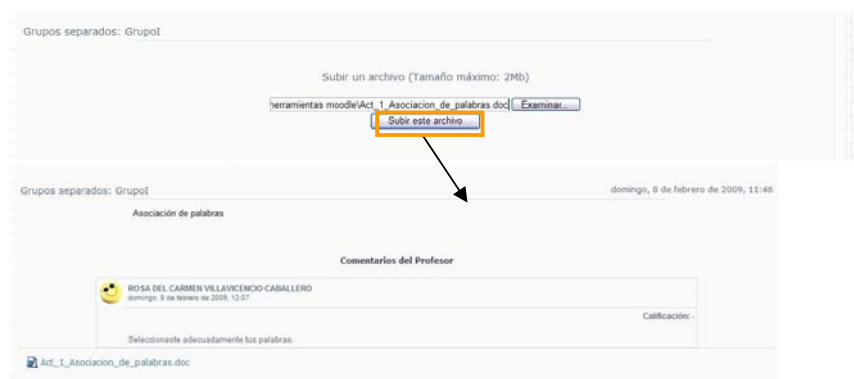 Grupos separados: GrupoI
Subir un archivo (Tamaño máximo: 2Mb)
herramientas moodle\Act_1_Asociacion_de_palabras.doc Examinar...
Subir este archivo
Grupos separados: GrupoI domingo, 8 de febrero de 2009, 11:46
Asociación de palabras
Comentarios del Profesor
ROSA DEL CARMEN VILLAVICENCIO CABALLERO
domingo, 8 de febrero de 2009, 12:07
Calificación: -
Seleccionaste adecuadamente tus palabras.
Act_1_Asociacion_de_palabras.doc